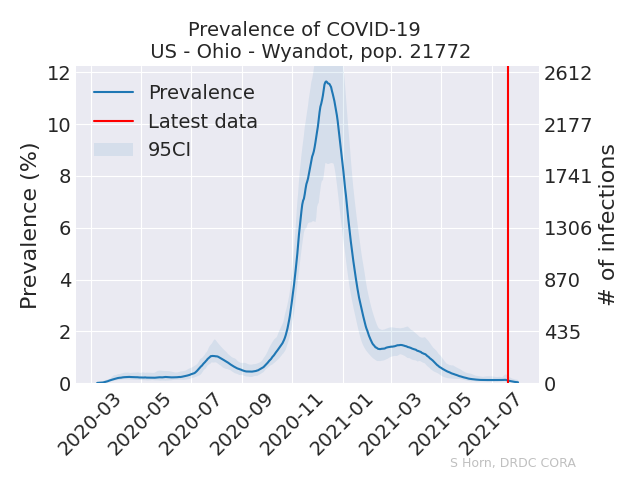 Prevalence of COVID-19
US - Ohio - Wyandot, pop. 21772
Prevalence
Latest data
95CI
Prevalence (%)
12
10
8
6
4
2
0
2612
2177
1741
1306
870
435
0
# of infections
2020-03
2020-05
2020-07
2020-09
2020-11
2021-01
2021-03
2021-05
2021-07
S Horn, DRDC CORA